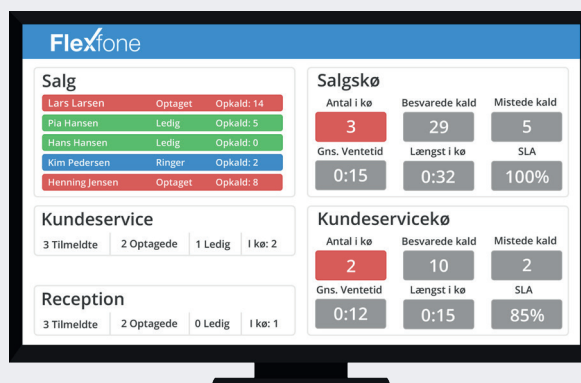 Flexfone
Salg
Lars Larsen Optaget Opkald: 14
Pia Hansen Ledig Opkald: 5
Hans Hansen Ledig Opkald: 0
Kim Pedersen Ringer Opkald: 2
Henning Jensen Optaget Opkald: 8
Kundeservice
3 Tilmeldte 2 Optagede 1 Ledig I kø: 2
Reception
3 Tilmeldte 2 Optagede 0 Ledig I kø: 1
Salgskø
Antal i kø Besvarede kald Mistede kald
3 29 5
Gns. Ventetid Længst i kø SLA
0:15 0:32 100%
Kundeservicekø
Antal i kø Besvarede kald Mistede kald
2 10 2
Gns. Ventetid Længst i kø SLA
0:12 0:15 85%